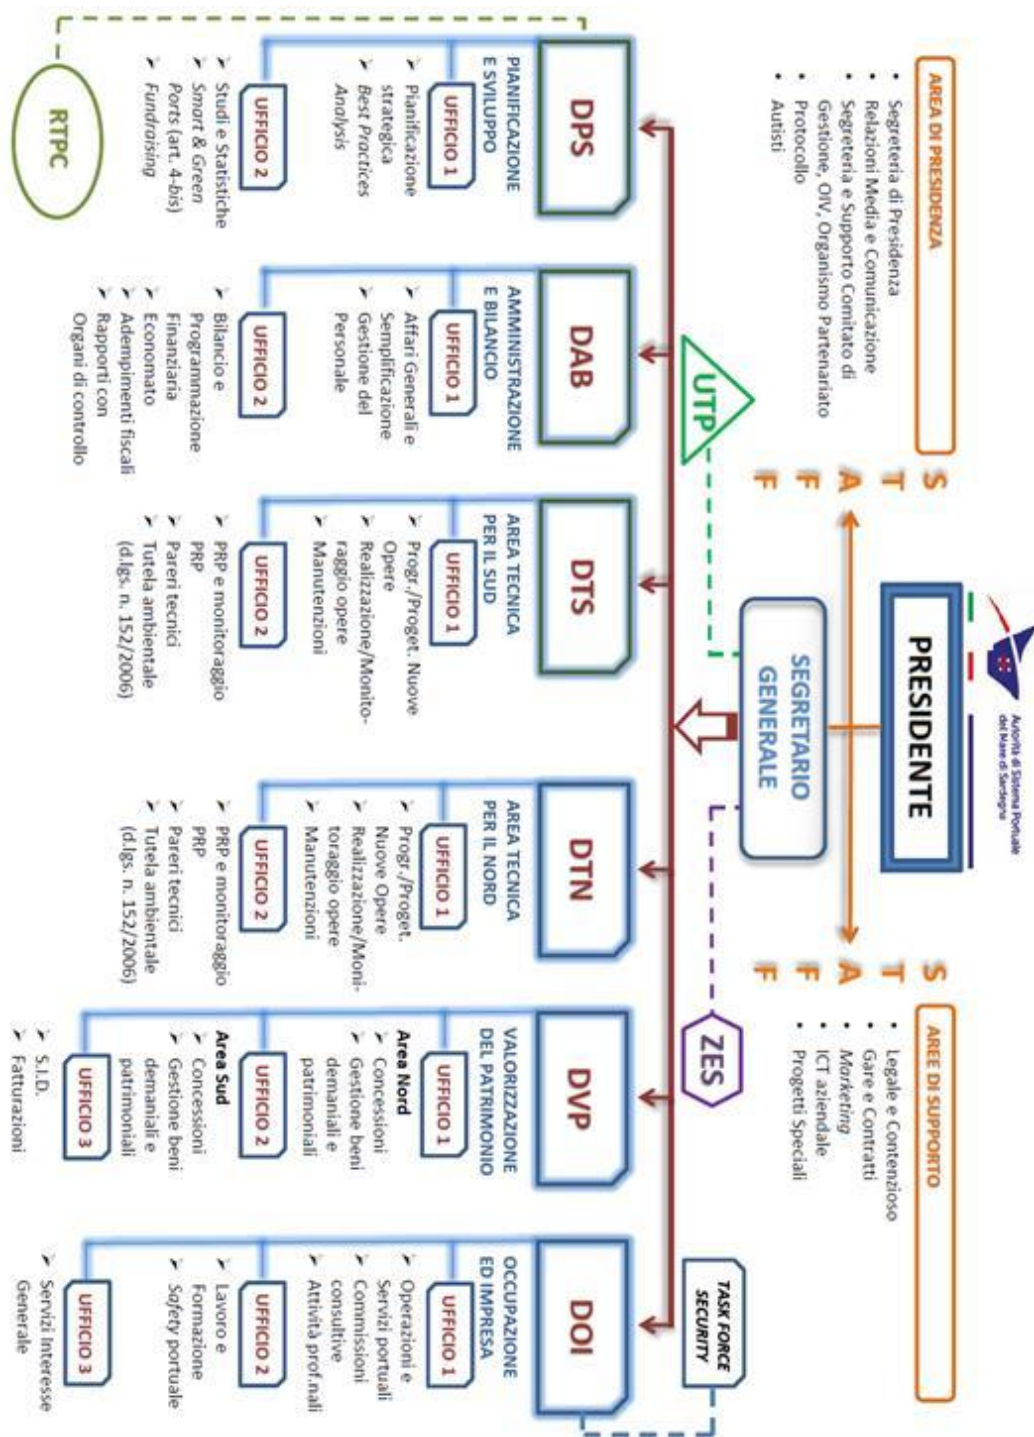 Autorità di Sistema Portuale
del Mare di Sardegna
PRESIDENTE
SEGRETARIO
GENERALE
AREA DI PRESIDENZA
• Segreteria di Presidenza
• Relazioni Media e Comunicazione
• Segreteria e Supporto Comitato di
Gestione, OIV, Organismo Partenariato
• Protocollo
• Autisti
STAFF
STAFF
AREE DI SUPPORTO
• Legale e Contenzioso
• Gare e Contratti
• Marketing
• ICT aziendale
• Progetti Speciali
UTP
ZES
TASK FORCE
SECURITY
DPS
PIANIFICAZIONE
E SVILUPPO
UFFICIO 1
➢ Pianificazione
strategica
➢ Best Practices
Analysis
UFFICIO 2
➢ Studi e Statistiche
➢ Smart & Green
Ports (art. 4-bis)
➢ Fundraising
RTPC
DAB
AMMINISTRAZIONE
E BILANCIO
UFFICIO 1
➢ Affari Generali e
Semplificazione
➢ Gestione del
Personale
UFFICIO 2
➢ Bilancio e
Programmazione
Finanziaria
➢ Economato
➢ Adempimenti fiscali
➢ Rapporti con
Organi di controllo
DTS
AREA TECNICA
PER IL SUD
UFFICIO 1
➢ Progr./Proget. Nuove
Opere
➢ Realizzazione/Monito-
raggio opere
➢ Manutenzioni
UFFICIO 2
➢ PRP e monitoraggio
PRP
➢ Pareri tecnici
➢ Tutela ambientale
(d.lgs. n. 152/2006)
DTN
AREA TECNICA
PER IL NORD
UFFICIO 1
➢ Progr./Proget.
Nuove Opere
➢ Realizzazione/Moni-
toraggio opere
➢ Manutenzioni
UFFICIO 2
➢ PRP e monitoraggio
PRP
➢ Pareri tecnici
➢ Tutela ambientale
(d.lgs. n. 152/2006)
DVP
VALORIZZAZIONE
DEL PATRIMONIO
UFFICIO 1
Area Nord
➢ Concessioni
➢ Gestione beni
demaniali e
patrimoniali
UFFICIO 2
Area Sud
➢ Concessioni
➢ Gestione beni
demaniali e
patrimoniali
UFFICIO 3
➢ S.I.D.
➢ Fatturazioni
DOI
OCCUPAZIONE
ED IMPRESA
UFFICIO 1
➢ Operazioni e
Servizi portuali
➢ Commissioni
consultive
➢ Attività prof.nali
UFFICIO 2
➢ Lavoro e
Formazione
➢ Safety portuale
UFFICIO 3
➢ Servizi Interesse
Generale